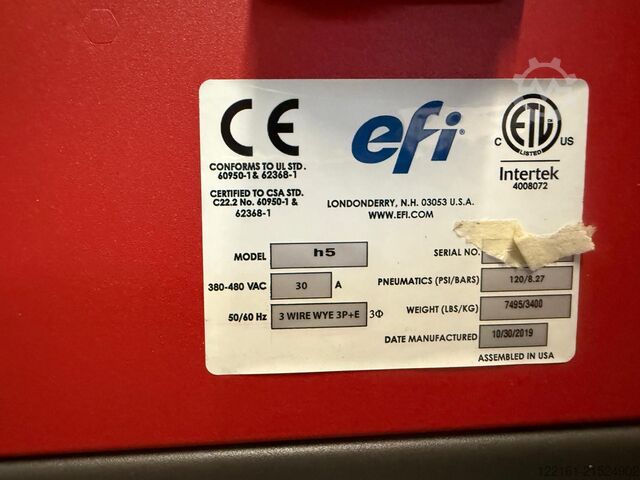 CE
efi
C ETL US
LISTED
Intertek
4008072
CONFORMS TO UL STD.
60950-1 & 62368-1
CERTIFIED TO CSA STD.
C22.2 No. 60950-1 &
62368-1
LONDONDERRY, N.H. 03053 U.S.A.
WWW.EFI.COM
MODEL h5
380-480 VAC 30 A
50/60 Hz 3 WIRE WYE 3P+E 3Φ
SERIAL NO.
PNEUMATICS (PSI/BARS) 120/8.27
WEIGHT (LBS/KG) 7495/3400
DATE MANUFACTURED 10/30/2019
ASSEMBLED IN USA